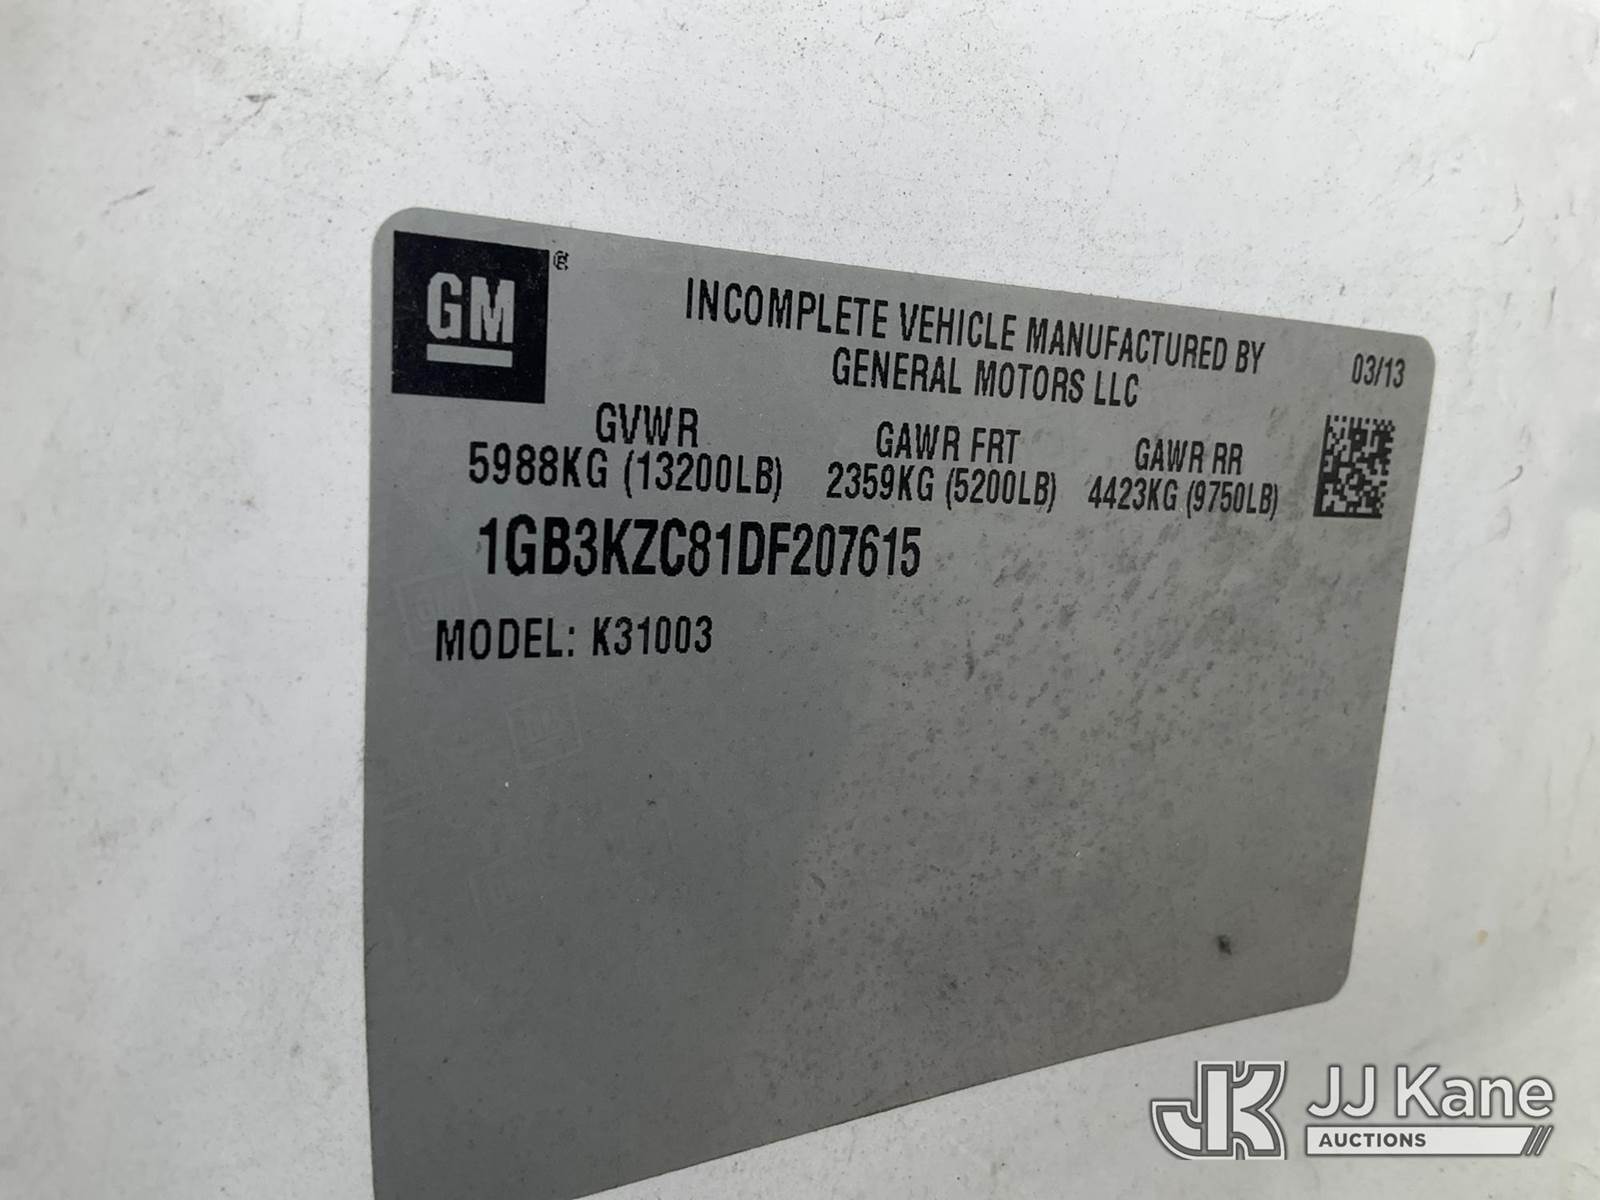 GM®
INCOMPLETE VEHICLE MANUFACTURED BY
GENERAL MOTORS LLC
03/13
GVWR
5988KG (13200LB)
GAWR FRT
2359KG (5200LB)
GAWR RR
4423KG (9750LB)
1GB3KZC81DF207615
MODEL: K31003
JK
JJ Kane
AUCTIONS